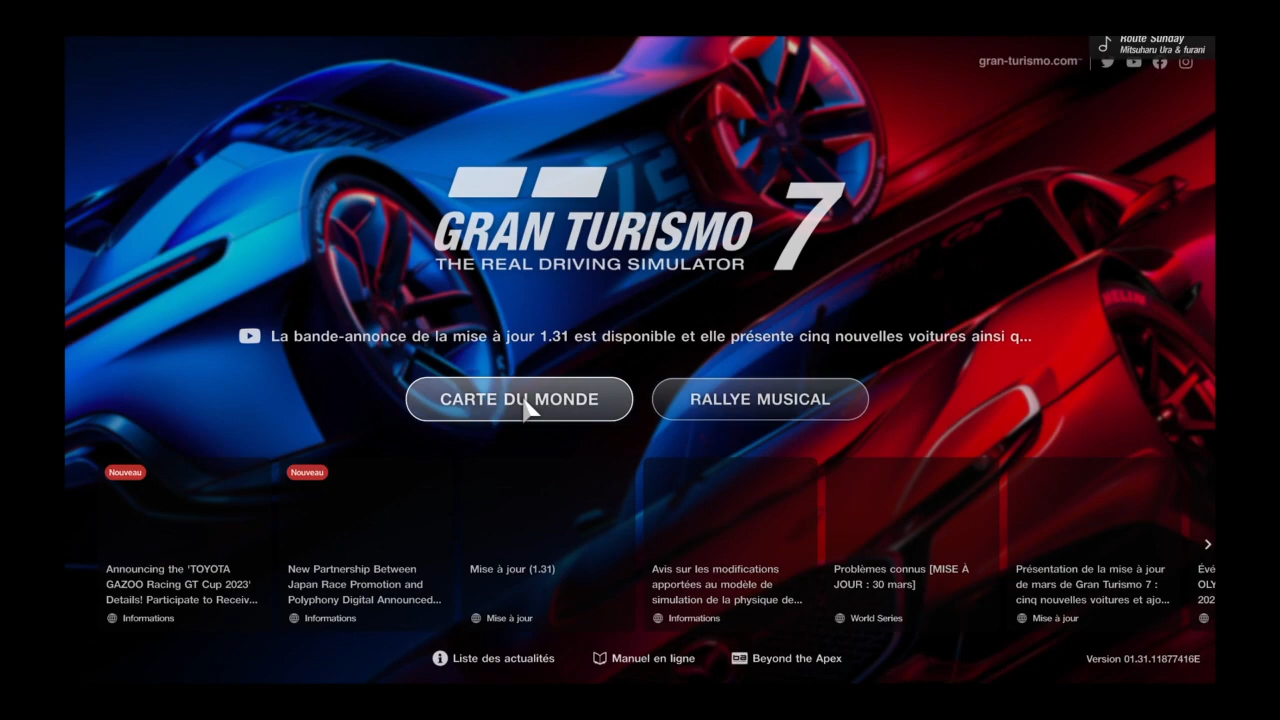 Route Sunday
Mitsuharu Ura & furani
gran-turismo.com
72
GRAN TURISMO 7
THE REAL DRIVING SIMULATOR
La bande-annonce de la mise à jour 1.31 est disponible et elle présente cinq nouvelles voitures ainsi q...
CARTE DU MONDE
RALLYE MUSICAL
Nouveau
Announcing the 'TOYOTA
GAZOO Racing GT Cup 2023'
Details! Participate to Receiv...
Informations
Nouveau
New Partnership Between
Japan Race Promotion and
Polyphony Digital Announced...
Informations
Mise à jour (1.31)
Mise à jour
Avis sur les modifications
apportées au modèle de
simulation de la physique de...
Informations
Problèmes connus [MISE À
JOUR : 30 mars]
World Series
Présentation de la mise à jour
de mars de Gran Turismo 7 :
cinq nouvelles voitures et ajo...
Mise à jour
Évé
OLY
202
Liste des actualités
Manuel en ligne
Beyond the Apex
Version 01.31.11877416E